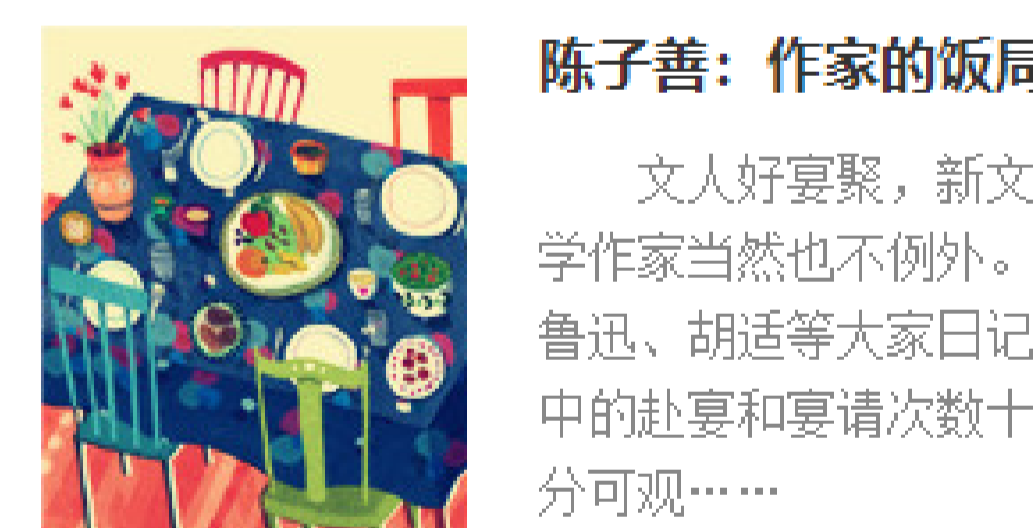 陈子善：作家的饭局
文人好宴聚，新文
学作家当然也不例外。
鲁迅、胡适等大家日记
中的赴宴和宴请次数十
分可观……